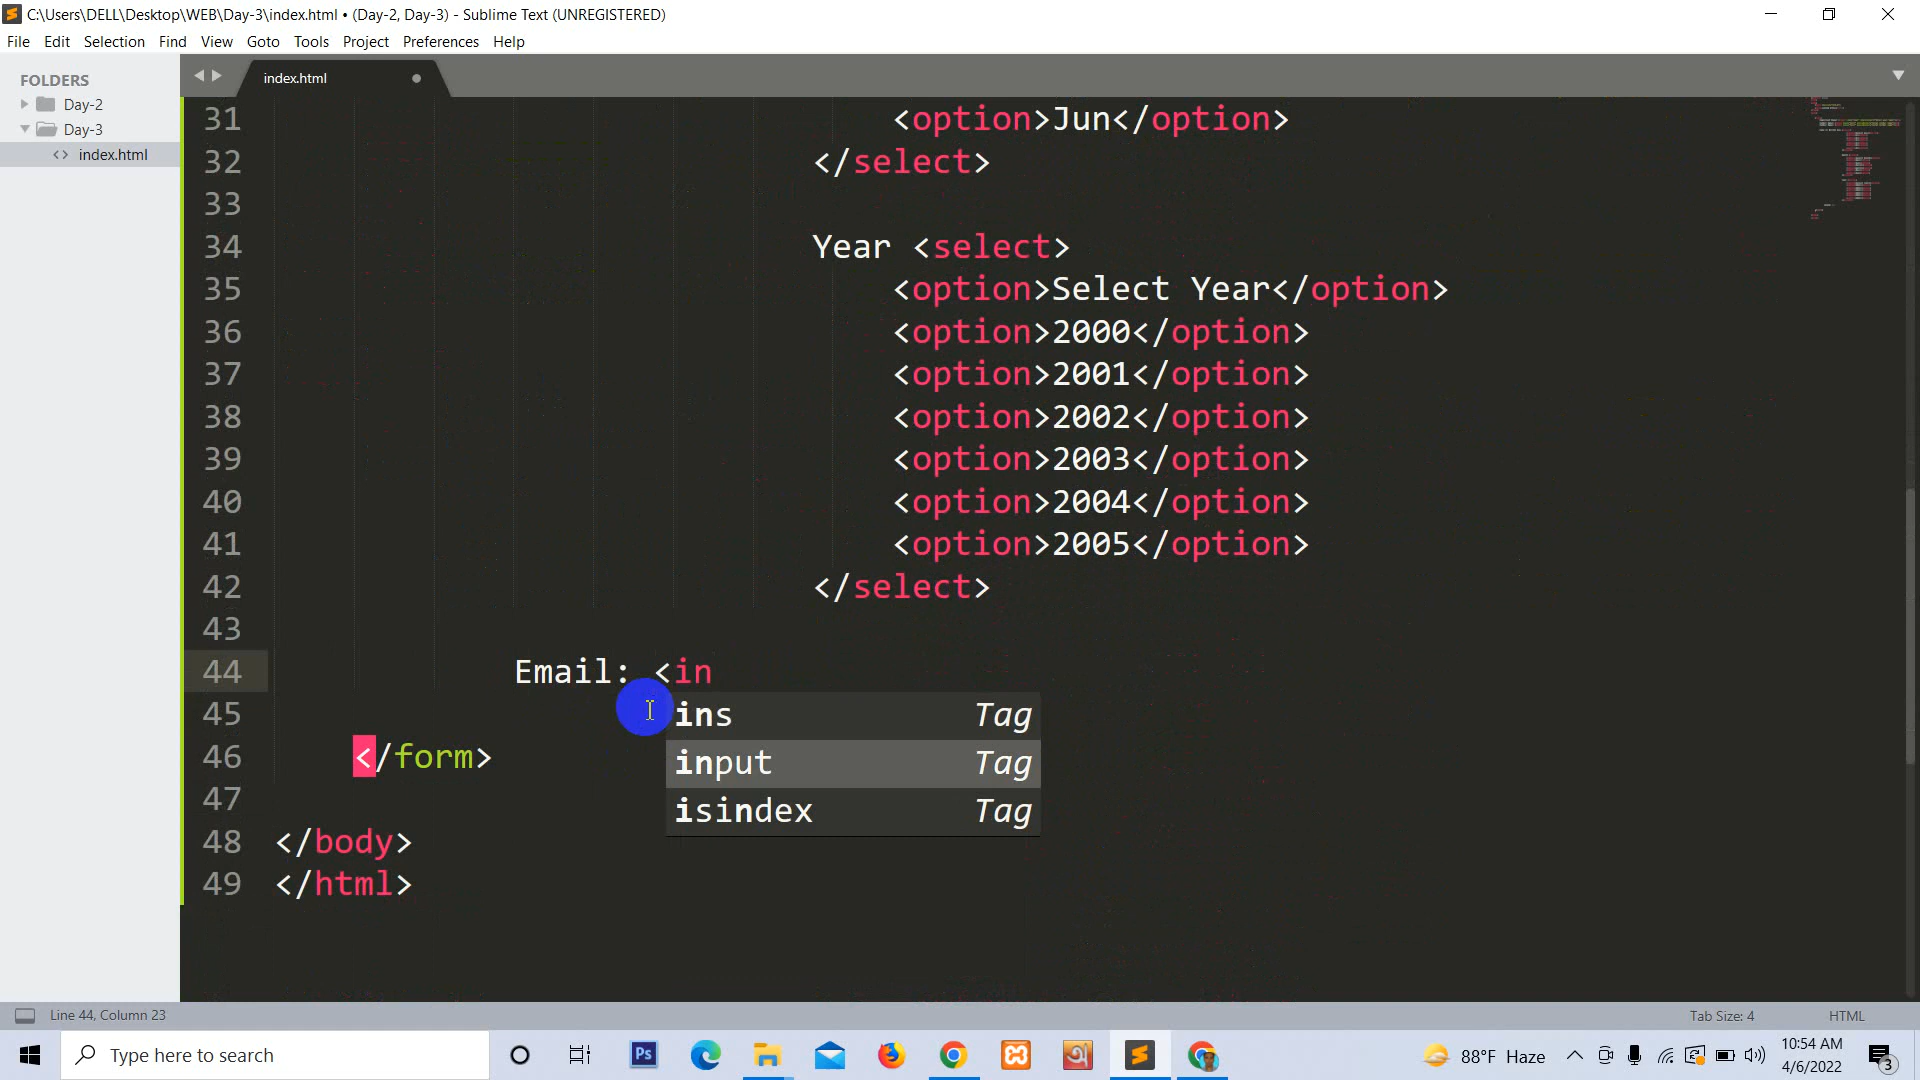 C:\Users\DELL\Desktop\WEB\Day-3\index.html • (Day-2, Day-3) - Sublime Text (UNREGISTERED)
File Edit Selection Find View Goto Tools Project Preferences Help
FOLDERS
Day-2
Day-3
<> index.html
index.html
31 <option>Jun</option>
32 </select>
33
34 Year <select>
35 <option>Select Year</option>
36 <option>2000</option>
37 <option>2001</option>
38 <option>2002</option>
39 <option>2003</option>
40 <option>2004</option>
41 <option>2005</option>
42 </select>
43
44 Email: <in
45
ins Tag
46 </form>
input Tag
47
isindex Tag
48 </body>
49 </html>
Line 44, Column 23
Tab Size: 4
HTML
Type here to search
Ps
88°F Haze
10:54 AM
4/6/2022
3